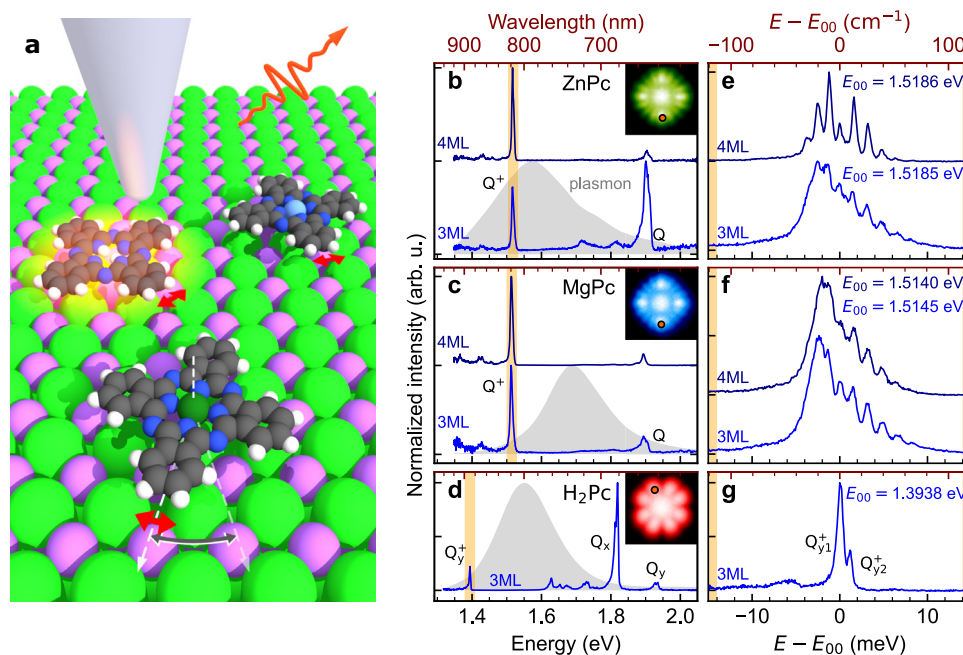 a
Wavelength (nm)
900 800 700
E − E₀₀ (cm⁻¹)
−100 0 100
b
ZnPc
4ML
Q⁺
plasmon
3ML
Q
e
E₀₀ = 1.5186 eV
4ML
E₀₀ = 1.5185 eV
3ML
Normalized intensity (arb. u.)
c
MgPc
4ML
Q⁺
3ML
Q
f
E₀₀ = 1.5140 eV
E₀₀ = 1.5145 eV
4ML
3ML
d
H₂Pc
Q⁺y
3ML
Qₓ
Qy
g
E₀₀ = 1.3938 eV
Q⁺y1
Q⁺y2
3ML
1.4 1.6 1.8 2.0
Energy (eV)
−10 0 10
E − E₀₀ (meV)